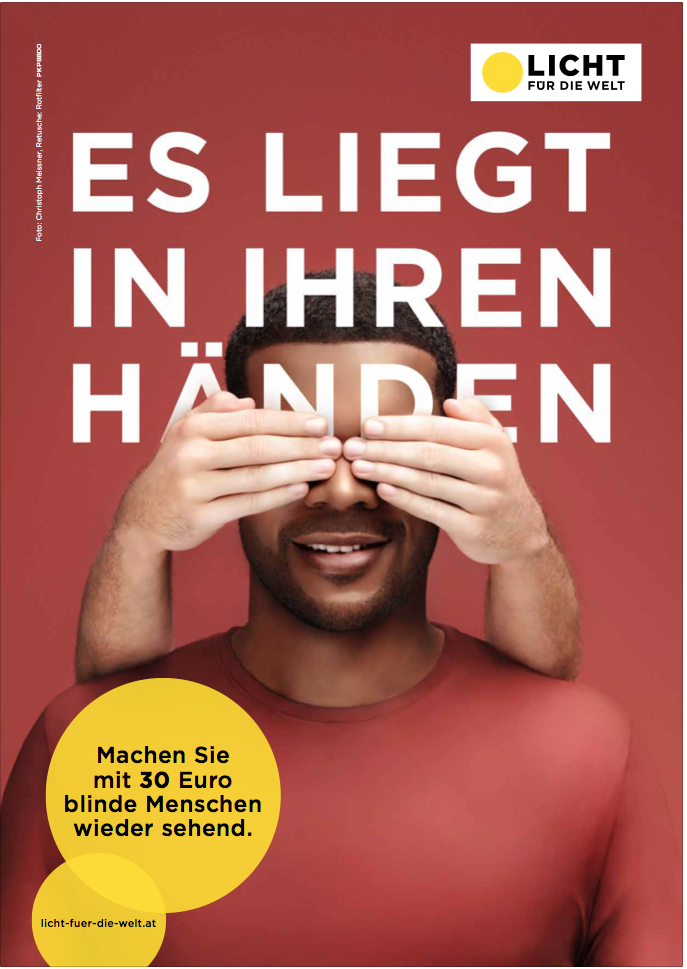 Foto: Christoph Meissner, Retusche: Rotfilter PKPBBDO
LICHT
FÜR DIE WELT
ES LIEGT
IN IHREN
HÄNDEN
Machen Sie
mit 30 Euro
blinde Menschen
wieder sehend.
licht-fuer-die-welt.at